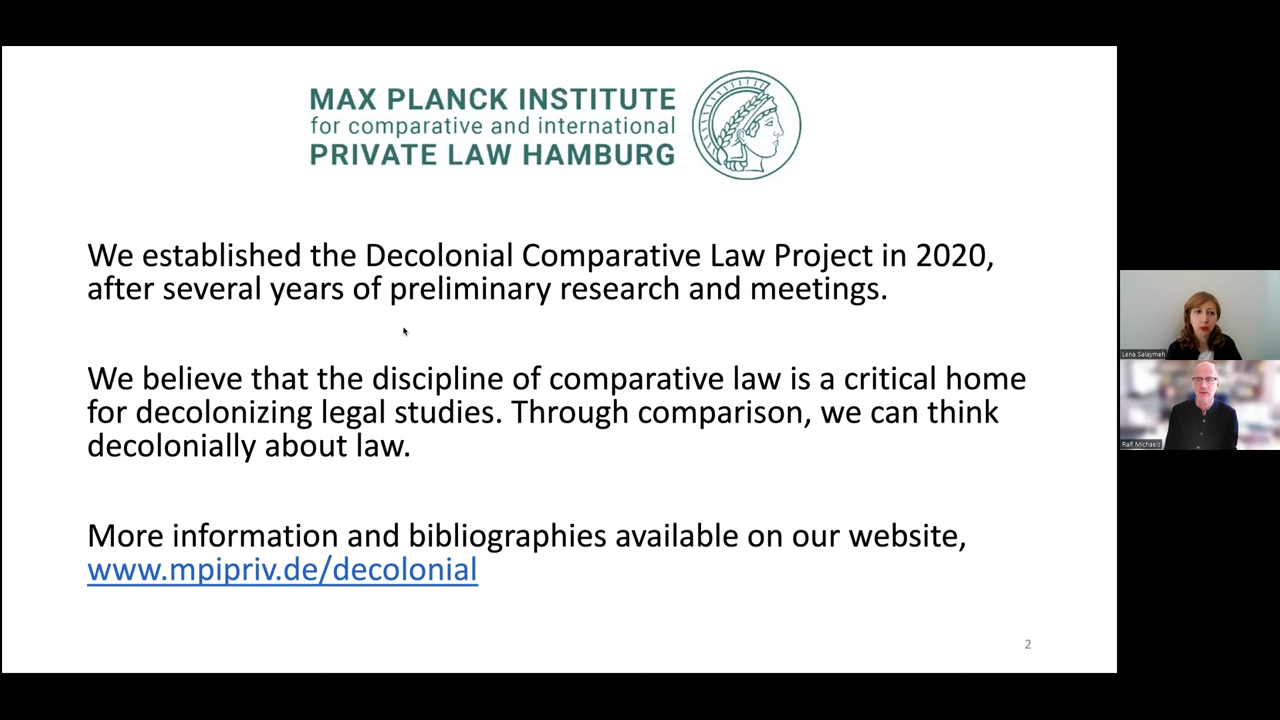 MAX PLANCK INSTITUTE
for comparative and international
PRIVATE LAW HAMBURG
We established the Decolonial Comparative Law Project in 2020,
after several years of preliminary research and meetings.
We believe that the discipline of comparative law is a critical home
for decolonizing legal studies. Through comparison, we can think
decolonially about law.
More information and bibliographies available on our website,
www.mpipriv.de/decolonial
2
Lena Salaymeh
Ralf Michaels